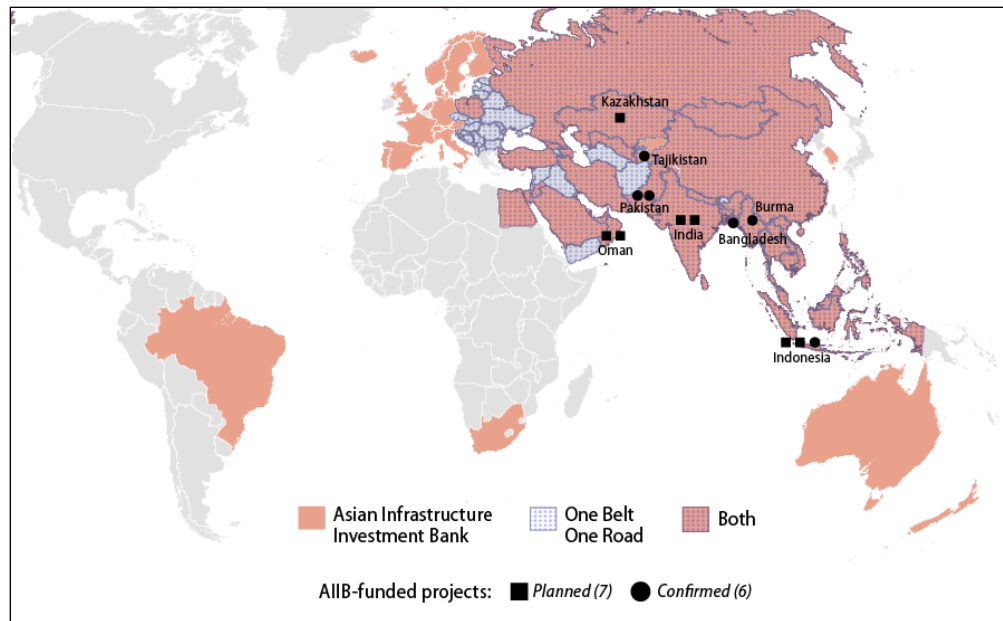 Kazakhstan
Tajikistan
Pakistan
Burma
India
Bangladesh
Oman
Indonesia
Asian Infrastructure
Investment Bank
One Belt
One Road
Both
AIIB-funded projects:
Planned (7)
Confirmed (6)